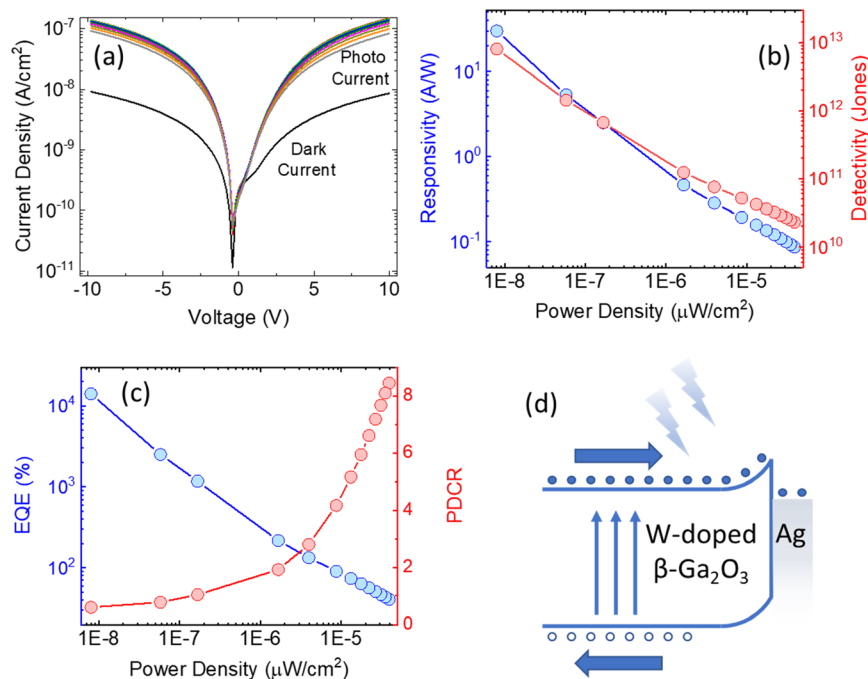 (a)
Photo
Current
Dark
Current
Current Density (A/cm²)
10⁻⁷
10⁻⁸
10⁻⁹
10⁻¹⁰
10⁻¹¹
-10
-5
0
5
10
Voltage (V)
(b)
Responsivity (A/W)
10¹
10⁰
10⁻¹
Detectivity (Jones)
10¹³
10¹²
10¹¹
10¹⁰
1E-8
1E-7
1E-6
1E-5
Power Density (μW/cm²)
(c)
EQE (%)
10⁴
10³
10²
PDCR
8
6
4
2
0
1E-8
1E-7
1E-6
1E-5
Power Density (μW/cm²)
(d)
W-doped
β-Ga₂O₃
Ag